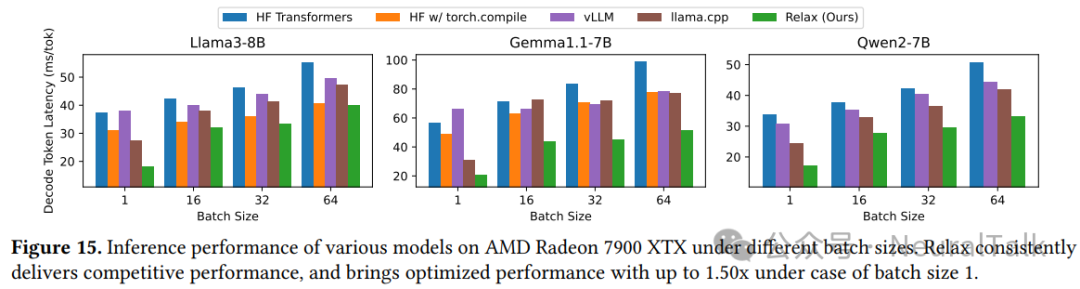 HF Transformers HF w/ torch.compile vLLM llama.cpp Relax (Ours)
Llama3-8B Gemma1.1-7B Qwen2-7B
Decode Token Latency (ms/tok)
50
40
30
20
1 16 32 64
Batch Size
100
80
60
40
20
1 16 32 64
Batch Size
50
40
30
20
1 16 32 64
Batch Size
Figure 15. Inference performance of various models on AMD Radeon 7900 XTX under different batch sizes. Relax consistently
delivers competitive performance, and brings optimized performance with up to 1.50x under case of batch size 1.
公众号 · NeuralTalk